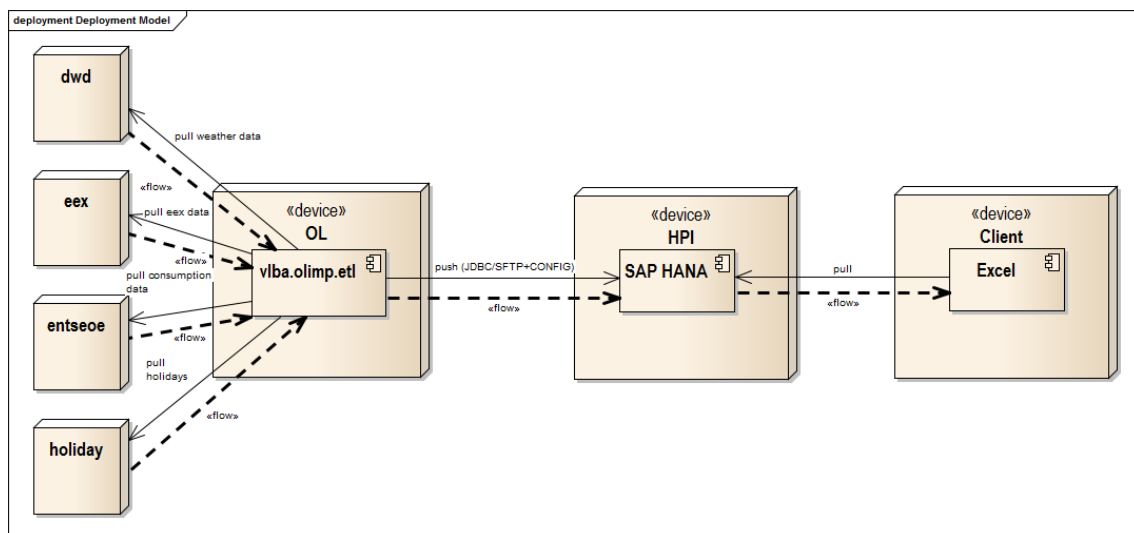 deployment Deployment Model
dwd
pull weather data
«flow»
eex
pull eex data
«flow»
pull consumption
data
entseoe
«flow»
pull
holidays
holiday
«flow»
«device»
OL
vlba.olimp.etl
push (JDBC/SFTP+CONFIG)
«flow»
«device»
HPI
SAP HANA
pull
«flow»
«device»
Client
Excel